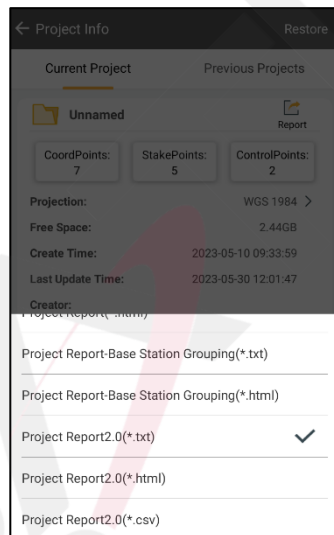 Project Info
Restore
Current Project
Previous Projects
Unnamed
Report
CoordPoints:
7
StakePoints:
5
ControlPoints:
2
Projection:
WGS 1984
Free Space:
2.44GB
Create Time:
2023-05-10 09:33:59
Last Update Time:
2023-05-30 12:01:47
Creator:
Project Report(*.html)
Project Report-Base Station Grouping(*.txt)
Project Report-Base Station Grouping(*.html)
Project Report2.0(*.txt)
Project Report2.0(*.html)
Project Report2.0(*.csv)